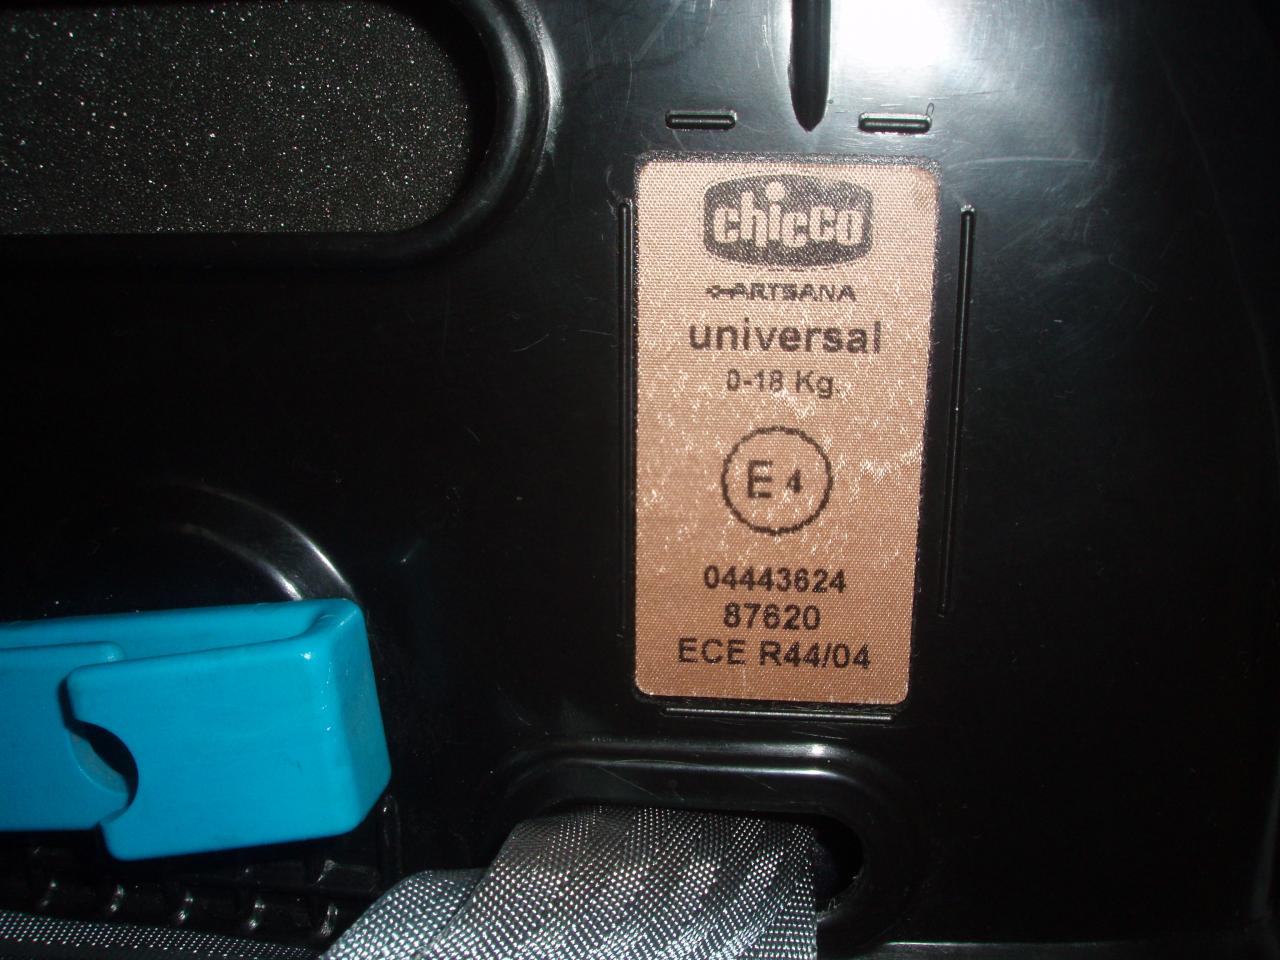 chicco
ARTSANA
universal
0-18 Kg.
E 4
04443624
87620
ECE R44/04